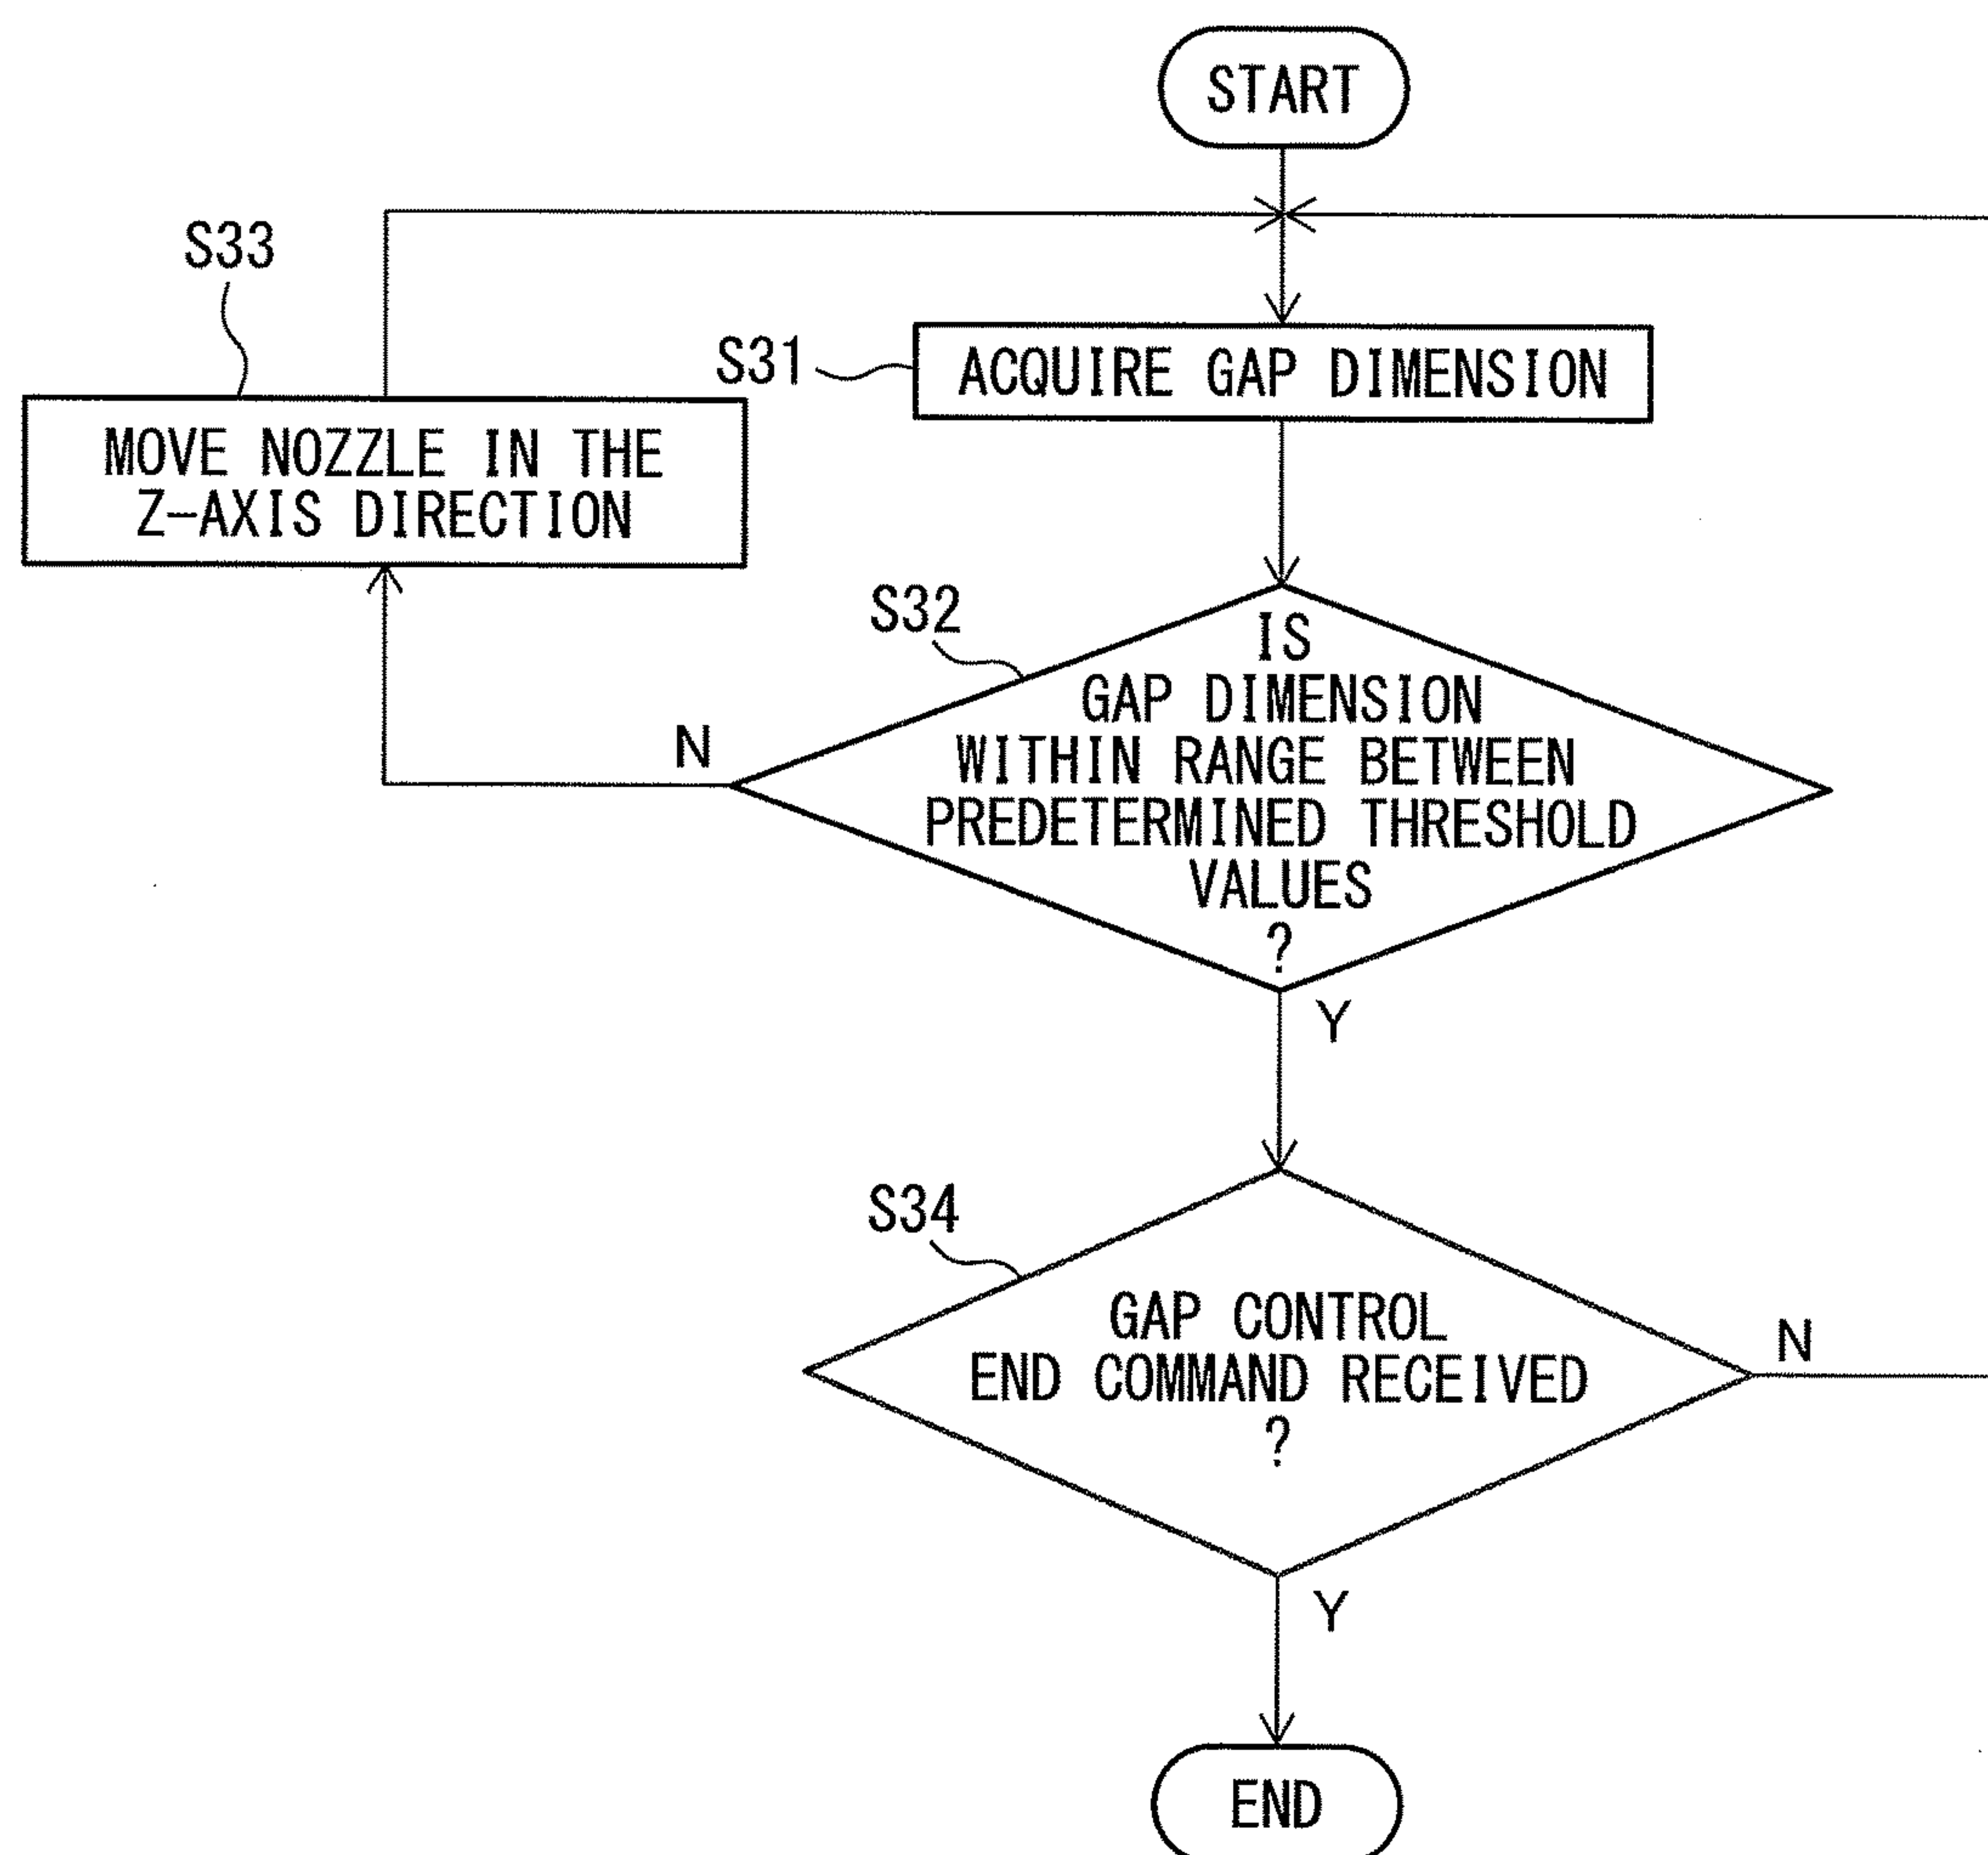 START
S33
S31
ACQUIRE GAP DIMENSION
MOVE NOZZLE IN THE
Z-AXIS DIRECTION
S32
IS
GAP DIMENSION
WITHIN RANGE BETWEEN
PREDETERMINED THRESHOLD
VALUES
?
N
Y
S34
GAP CONTROL
END COMMAND RECEIVED
?
N
Y
END